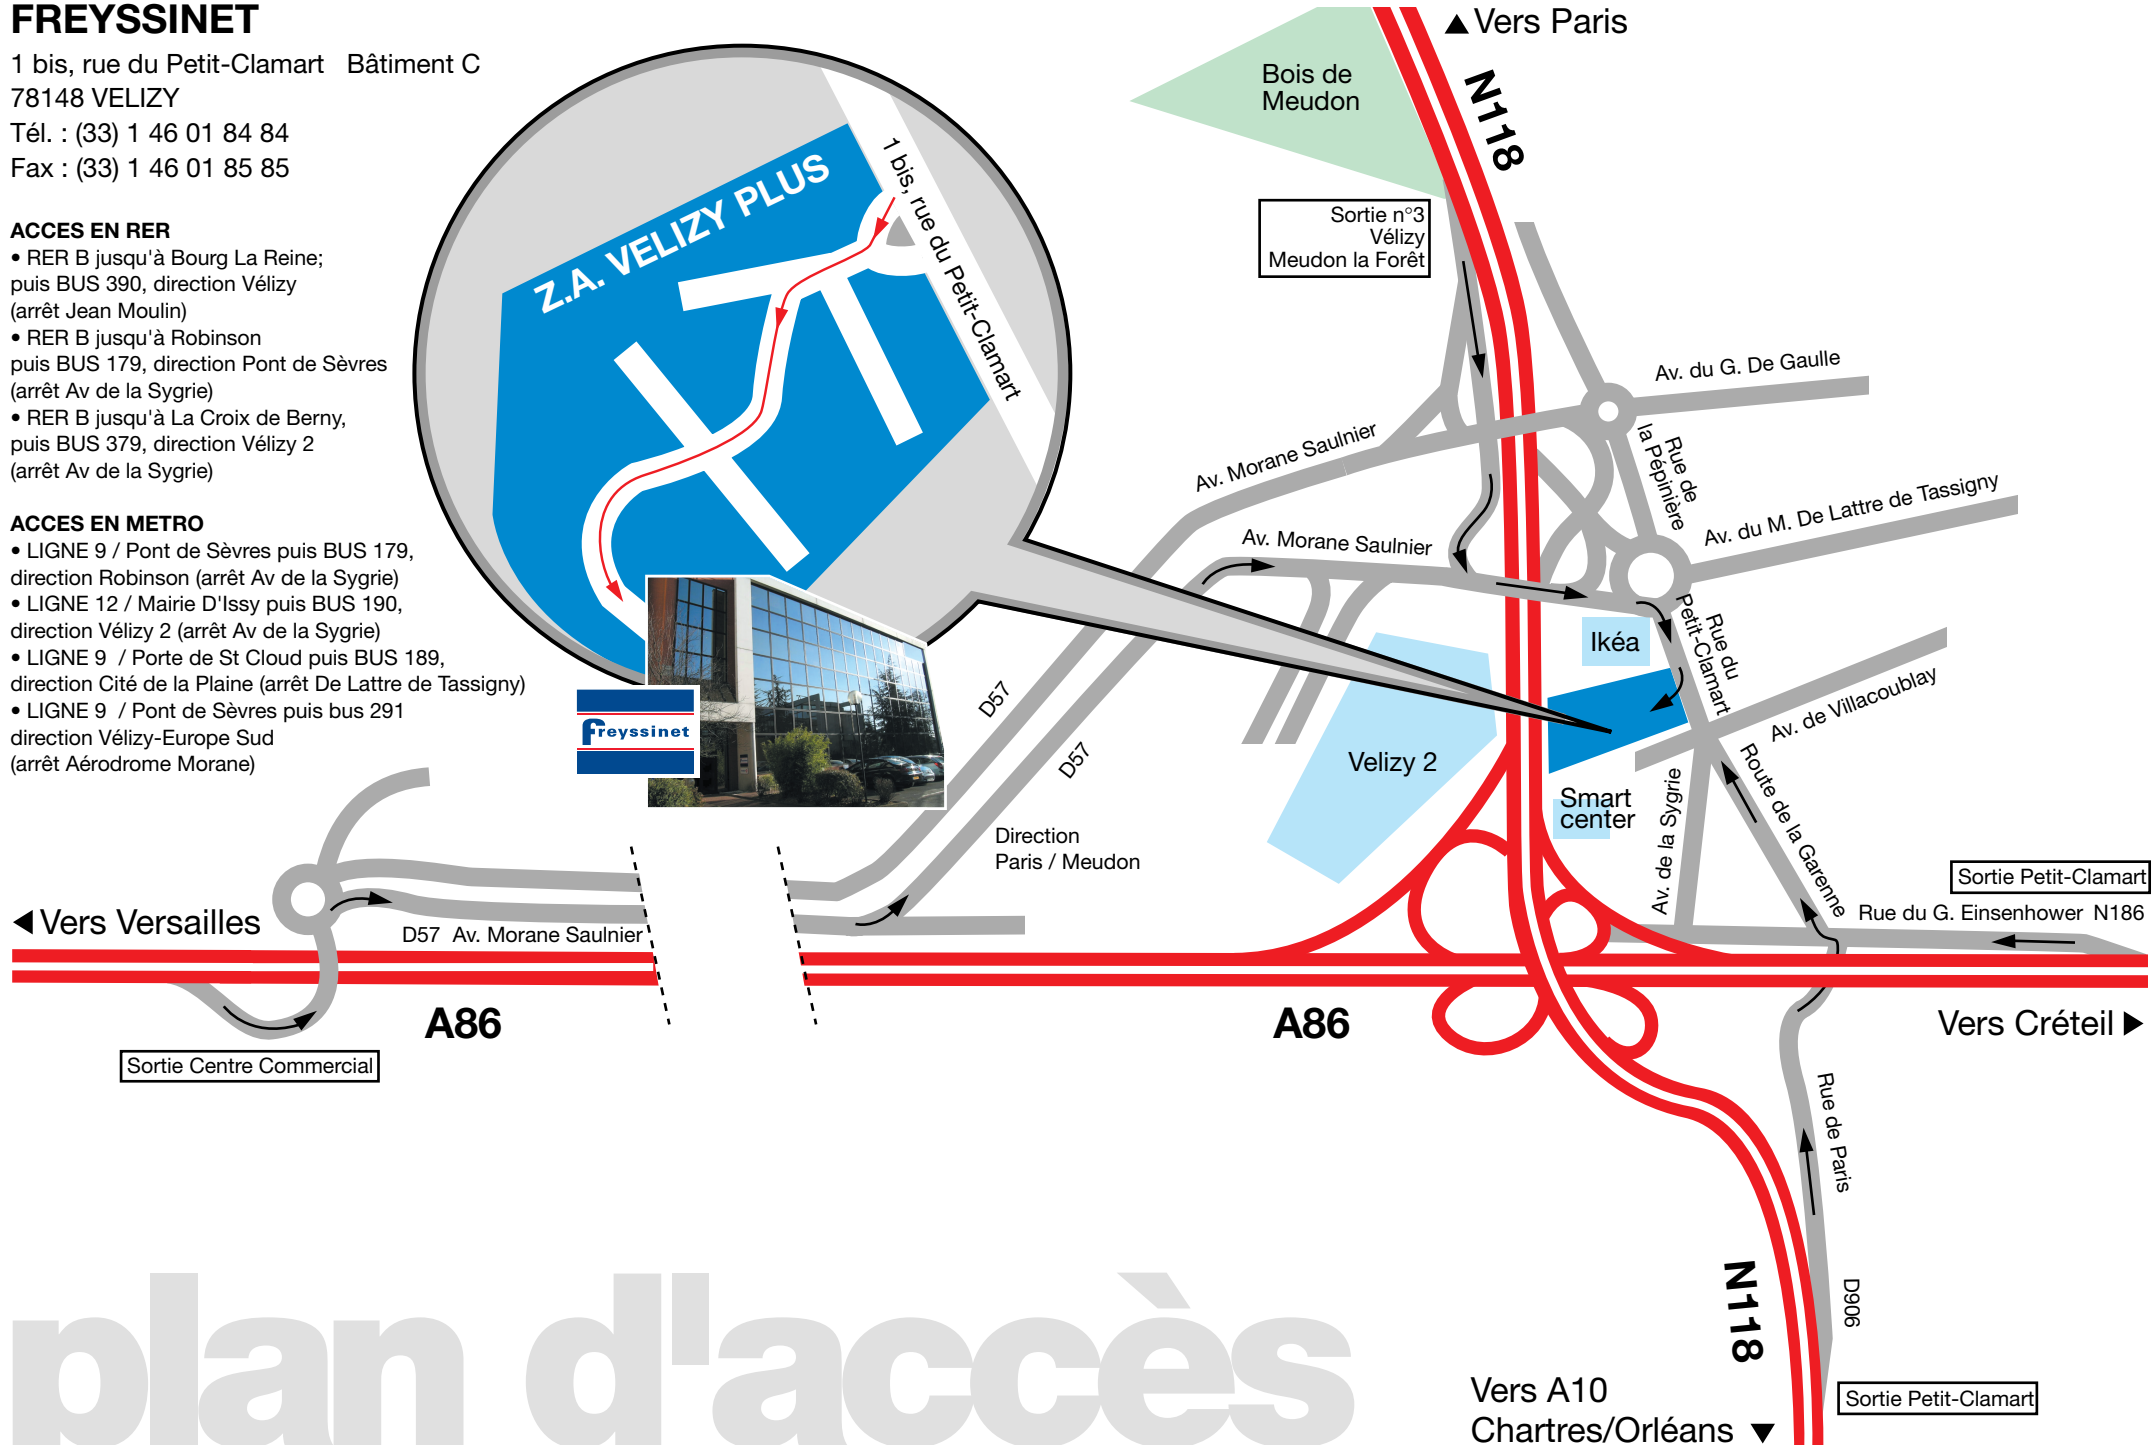 FREYSSINET
1 bis, rue du Petit-Clamart Bâtiment C
78148 VELIZY
Tél. : (33) 1 46 01 84 84
Fax : (33) 1 46 01 85 85
ACCES EN RER
• RER B jusqu'à Bourg La Reine;
puis BUS 390, direction Vélizy
(arrêt Jean Moulin)
• RER B jusqu'à Robinson
puis BUS 179, direction Pont de Sèvres
(arrêt Av de la Sygrie)
• RER B jusqu'à La Croix de Berny,
puis BUS 379, direction Vélizy 2
(arrêt Av de la Sygrie)
ACCES EN METRO
• LIGNE 9 / Pont de Sèvres puis BUS 179,
direction Robinson (arrêt Av de la Sygrie)
• LIGNE 12 / Mairie D'Issy puis BUS 190,
direction Vélizy 2 (arrêt Av de la Sygrie)
• LIGNE 9 / Porte de St Cloud puis BUS 189,
direction Cité de la Plaine (arrêt De Lattre de Tassigny)
• LIGNE 9 / Pont de Sèvres puis bus 291
direction Vélizy-Europe Sud
(arrêt Aérodrome Morane)
Z.A. VELIZY PLUS
1 bis, rue du Petit-Clamart
freyssinet
Vers Paris
N118
Bois de
Meudon
Sortie n°3
Vélizy
Meudon la Forêt
Av. du G. De Gaulle
Av. Morane Saulnier
Rue de
la Pépinière
Av. du M. De Lattre de Tassigny
Av. Morane Saulnier
Ikéa
Rue du
Petit-Clamart
Av. de Villacoublay
D57
D57
Velizy 2
Smart
center
Av. de la Sygrie
Route de la Garenne
Direction
Paris / Meudon
Sortie Petit-Clamart
Rue du G. Einsenhower N186
Vers Versailles
D57 Av. Morane Saulnier
A86
A86
Vers Créteil
Sortie Centre Commercial
Rue de Paris
N118
D906
Sortie Petit-Clamart
Vers A10
Chartres/Orléans
plan d'accès